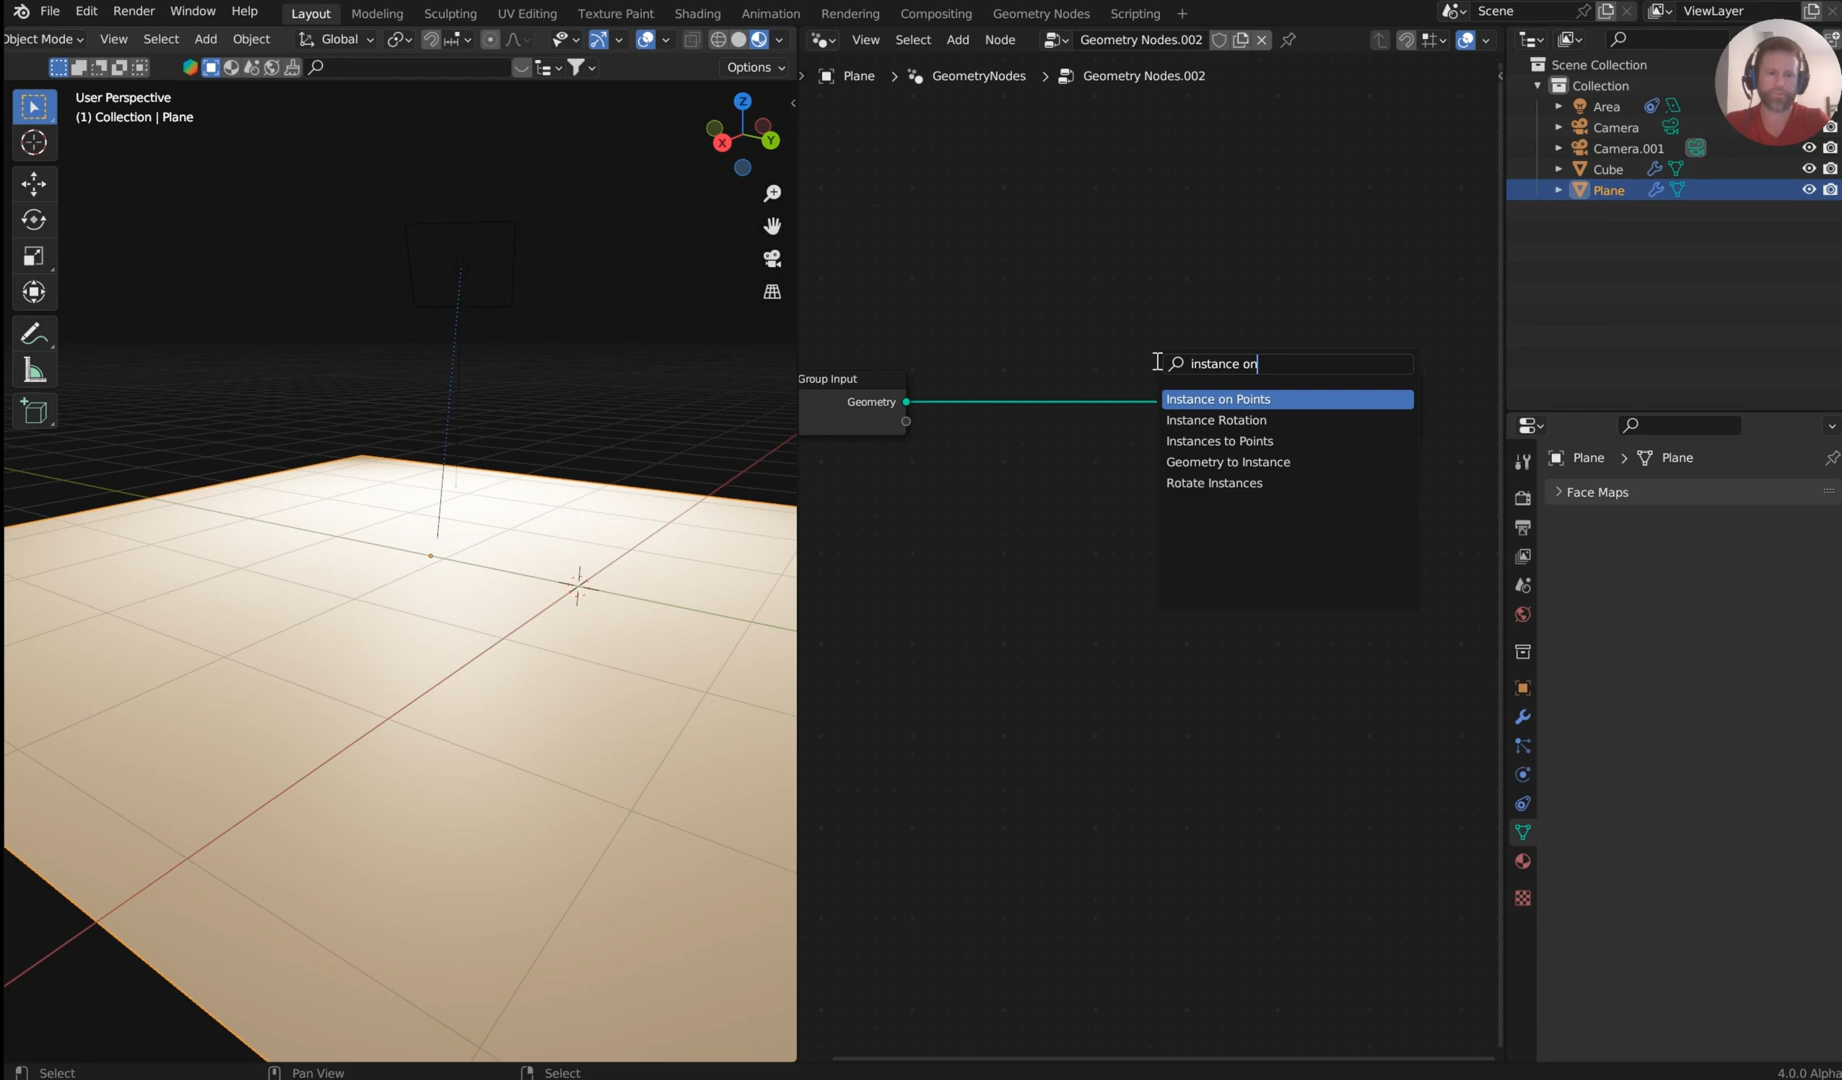 File Edit Render Window Help Layout Modeling Sculpting UV Editing Texture Paint Shading Animation Rendering Compositing Geometry Nodes Scripting + Scene ViewLayer
Object Mode View Select Add Object Global View Select Add Node Geometry Nodes.002
Options
Plane > GeometryNodes > Geometry Nodes.002
User Perspective
(1) Collection | Plane
Z
X
Y
Group Input
Geometry
instance on
Instance on Points
Instance Rotation
Instances to Points
Geometry to Instance
Rotate Instances
Scene Collection
Collection
Area
Camera
Camera.001
Cube
Plane
Plane > Plane
Face Maps
Select Pan View Select 4.0.0 Alpha